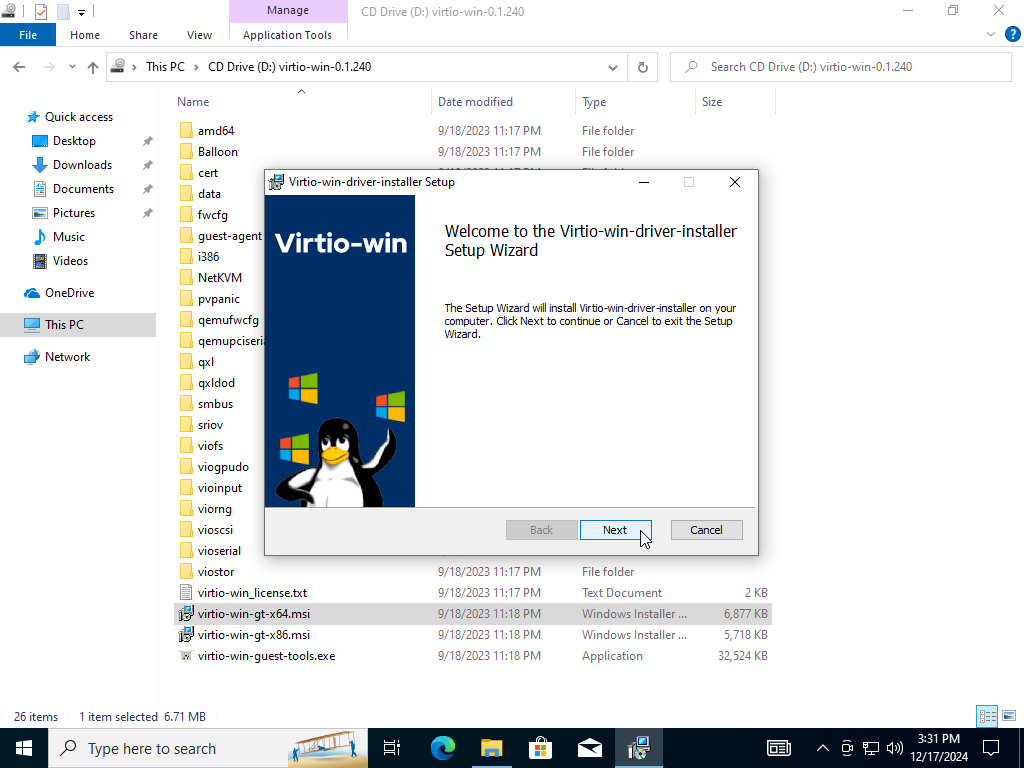 Manage
CD Drive (D:) virtio-win-0.1.240
File
Home
Share
View
Application Tools
?
This PC
CD Drive (D:) virtio-win-0.1.240
Search CD Drive (D:) virtio-win-0.1.240
Name
Date modified
Type
Size
Quick access
Desktop
Downloads
Documents
Pictures
Music
Videos
OneDrive
This PC
Network
amd64 9/18/2023 11:17 PM File folder
Balloon 9/18/2023 11:17 PM File folder
cert
data
fwcfg
guest-agent
i386
NetKVM
pvpanic
qemufwcfg
qemupciseria
qxl
qxldod
smbus
sriov
viofs
viogpudo
vioinput
viorng
vioscsi
vioserial
viostor 9/18/2023 11:17 PM File folder
virtio-win_license.txt 9/18/2023 11:17 PM Text Document 2 KB
virtio-win-gt-x64.msi 9/18/2023 11:18 PM Windows Installer ... 6,877 KB
virtio-win-gt-x86.msi 9/18/2023 11:18 PM Windows Installer ... 5,718 KB
virtio-win-guest-tools.exe 9/18/2023 11:18 PM Application 32,524 KB
Virtio-win-driver-installer Setup
Virtio-win
Welcome to the Virtio-win-driver-installer
Setup Wizard
The Setup Wizard will install Virtio-win-driver-installer on your
computer. Click Next to continue or Cancel to exit the Setup
Wizard.
Back
Next
Cancel
26 items
1 item selected 6.71 MB
Type here to search
3:31 PM
12/17/2024